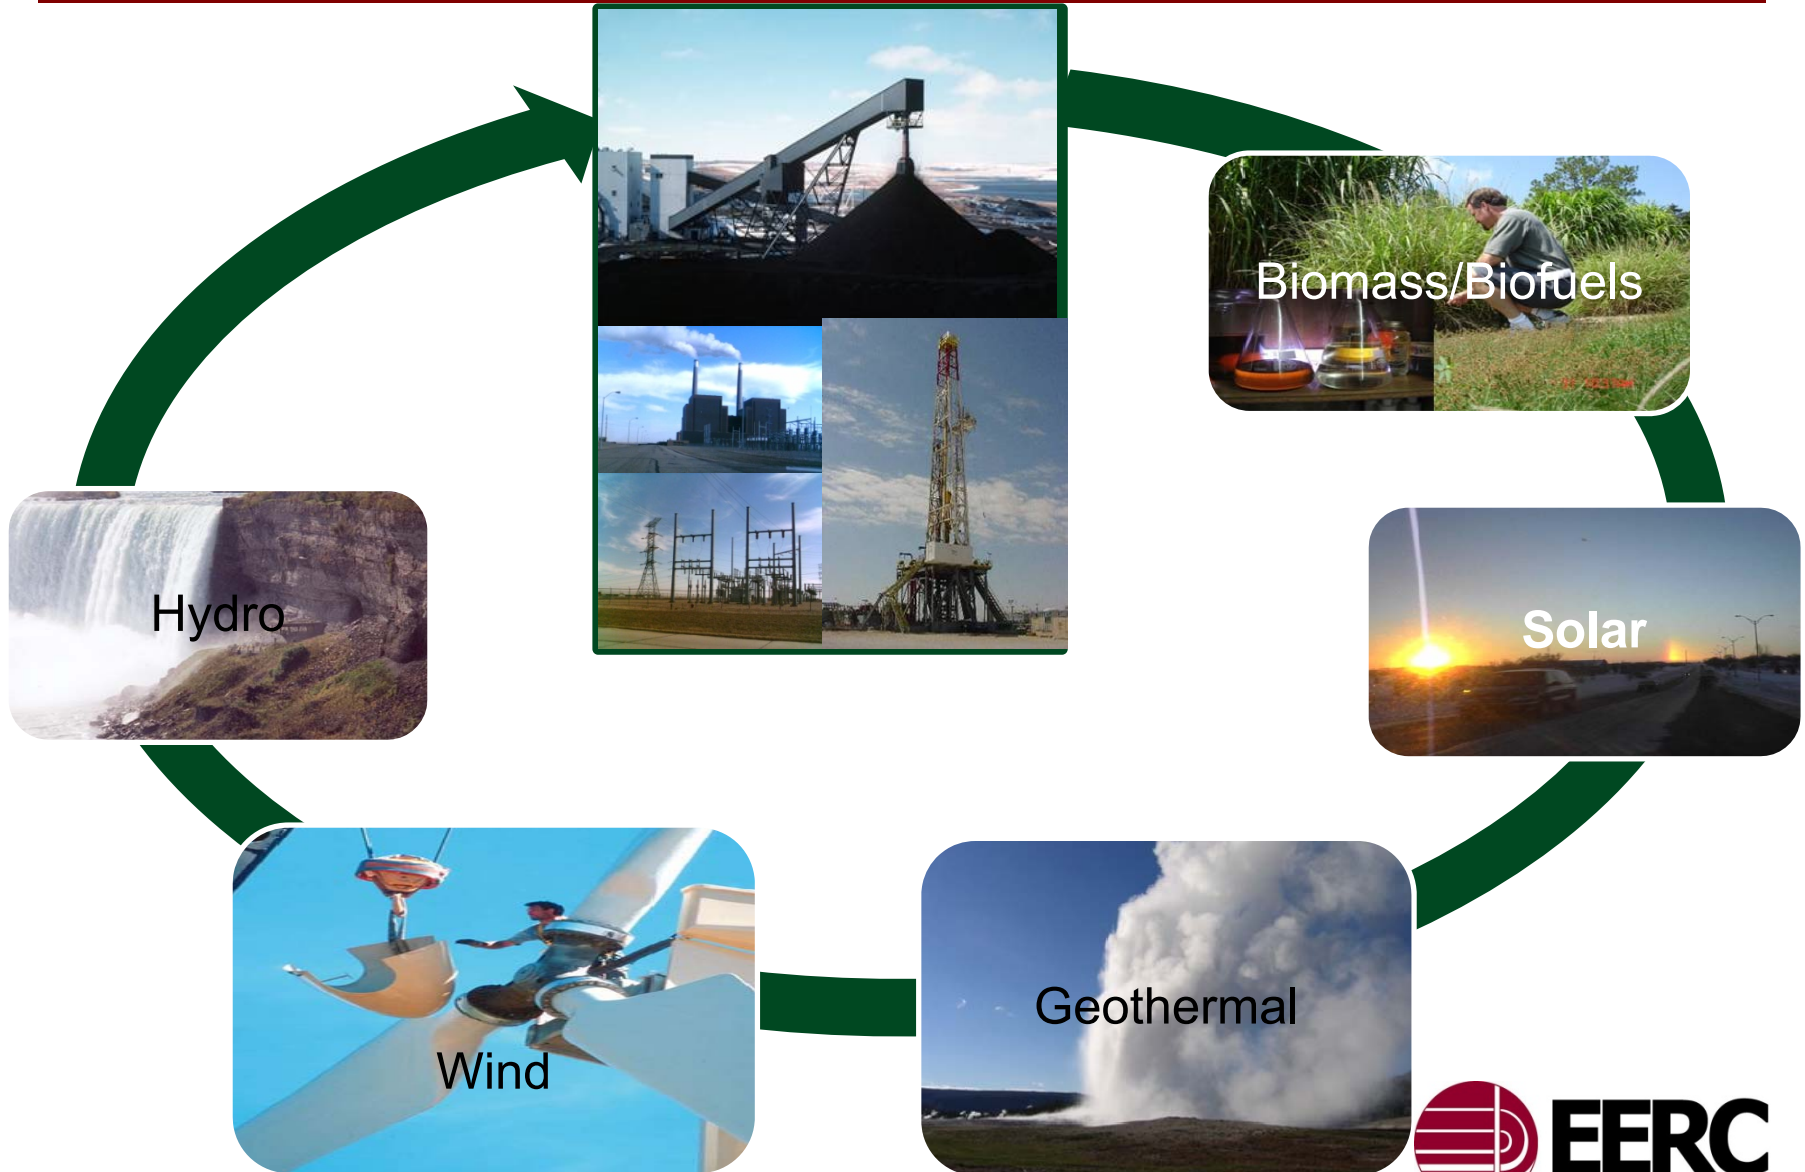 Biomass/Biofuels
Hydro
Solar
Geothermal
Wind
EERC